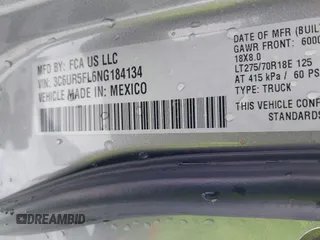 MFD BY: FCA US LLC
VIN: 3C6UR5FL6NG184134
VEHICLE MADE IN: MEXICO
DATE OF MFR (BUILT
GAWR FRONT: 6000
18X8.0
LT275/70R18E 125
AT 415 kPa / 60 PS
THIS VEHICLE CONF
STANDARDS
TYPE: TRUCK
DREAMBID